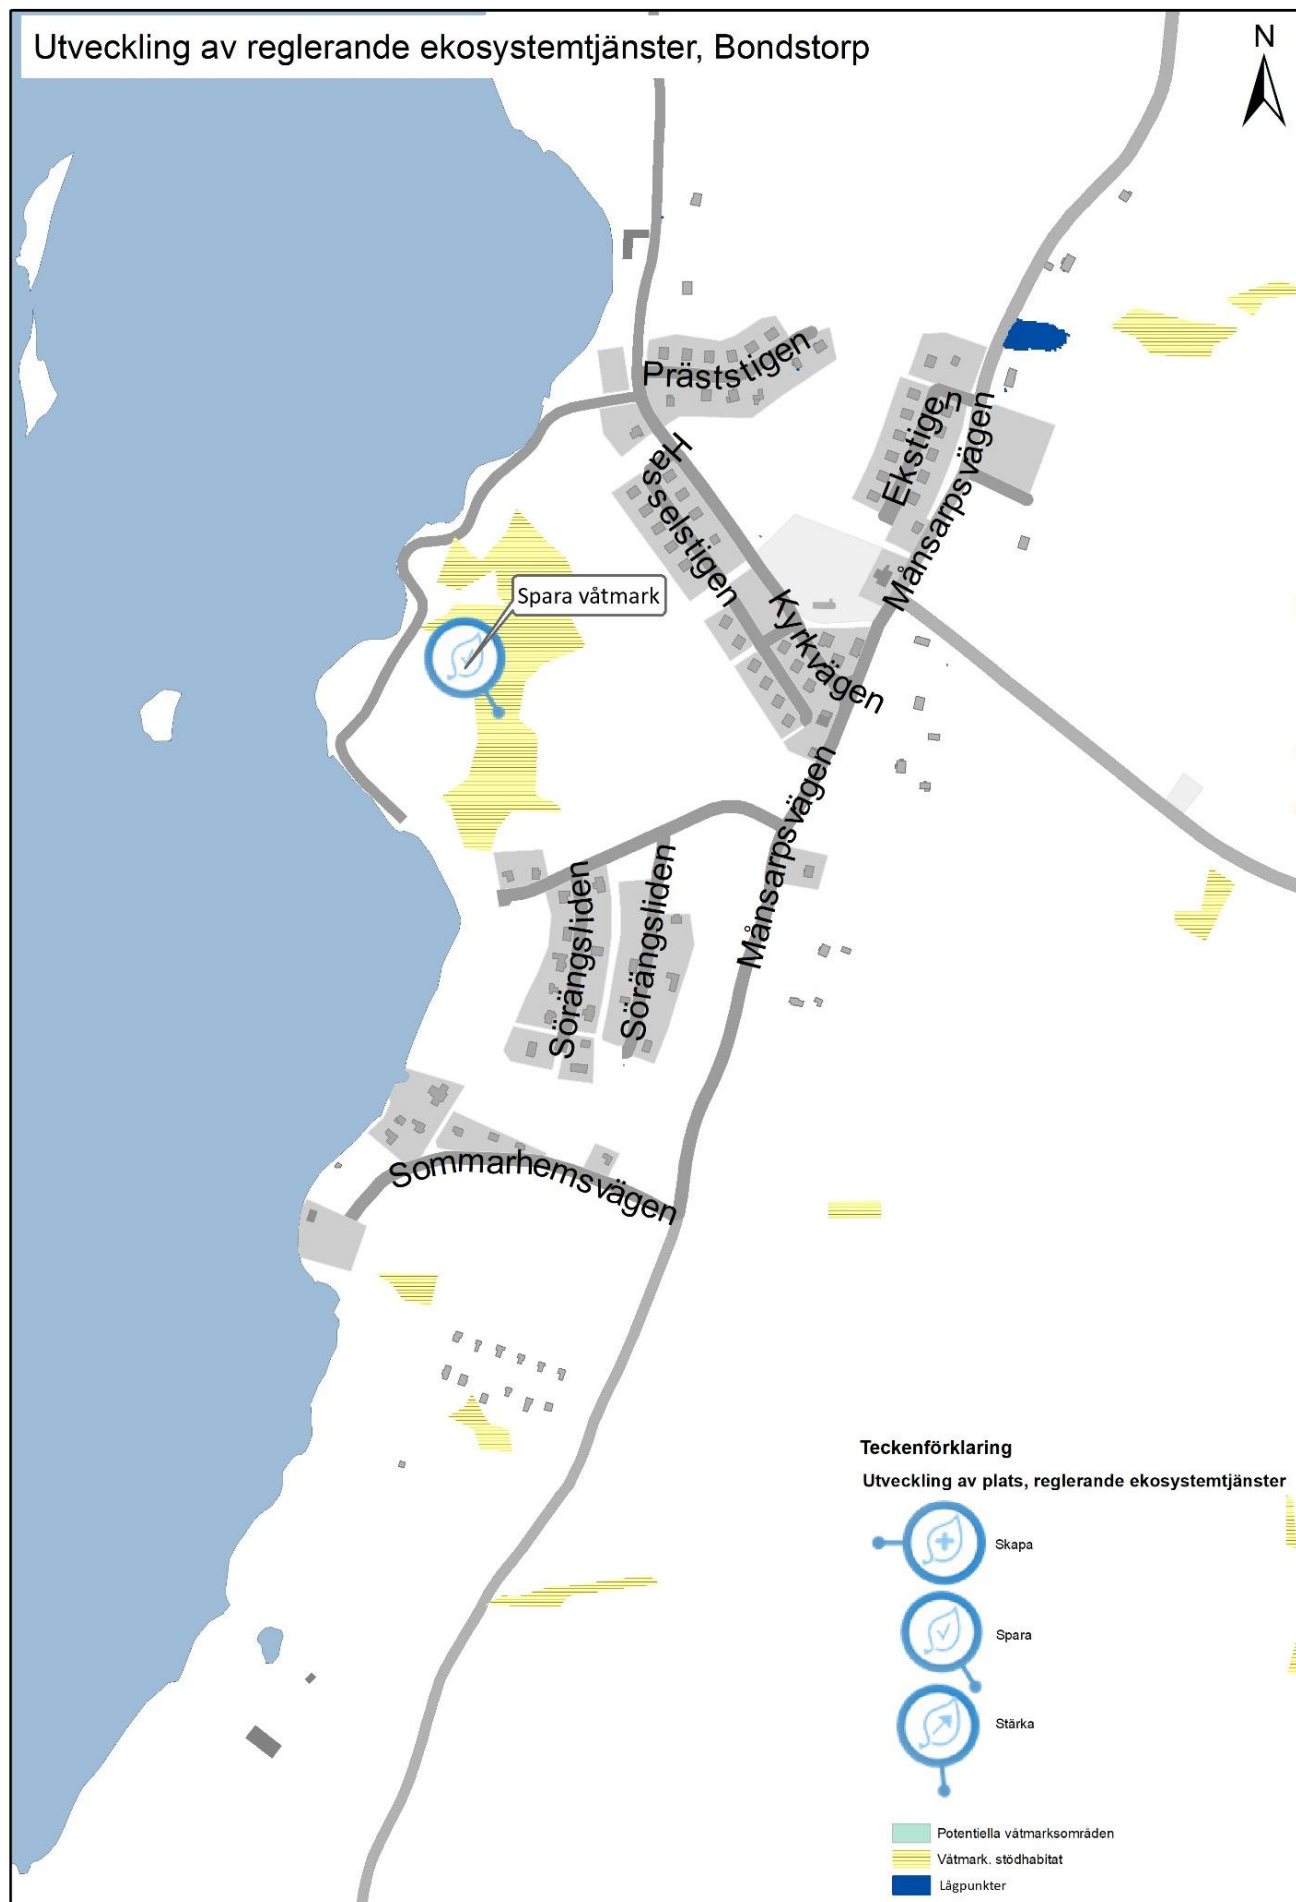 Utveckling av reglerande ekosystemtjänster, Bondstorp
N
Präststigen
Ekstigen
Månsarpsvägen
Hasselstigen
Spara våtmark
Kyrkvägen
Månsarpsvägen
Sörängsliden
Sörängsliden
Sommarhemsvägen
Teckenförklaring
Utveckling av plats, reglerande ekosystemtjänster
Skapa
Spara
Stärka
Potentiella våtmarksområden
Våtmark. stödhabitat
Lågpunkter